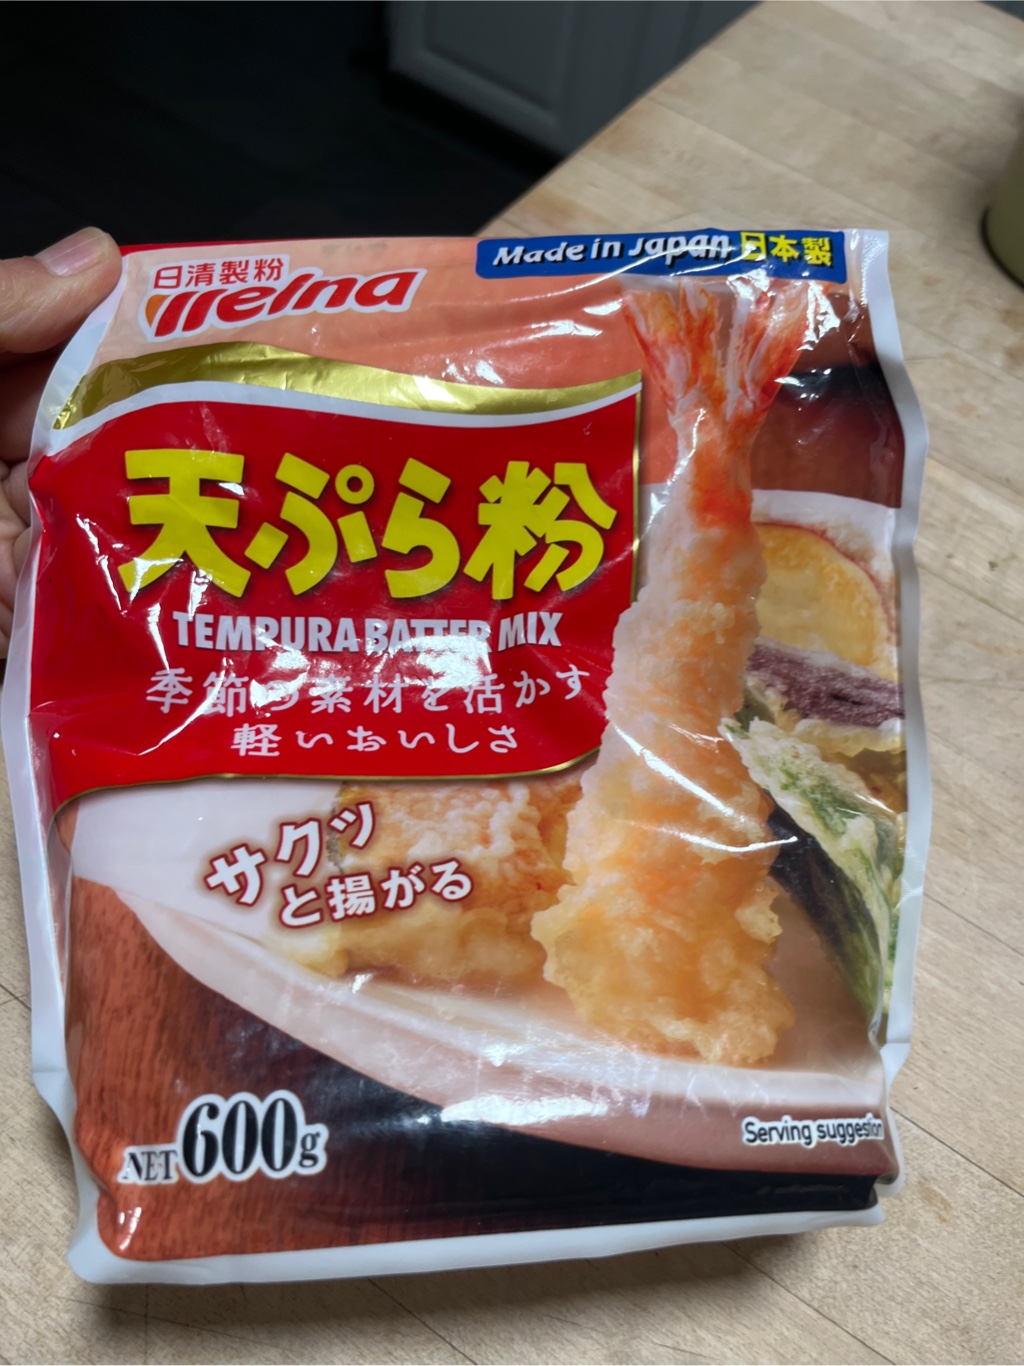 日清製粉
Welna
Made in Japan 日本製
天ぷら粉
TEMPURA BATTER MIX
季節の素材を活かす
軽いおいしさ
サクッ
と揚がる
NET 600g
Serving suggestion